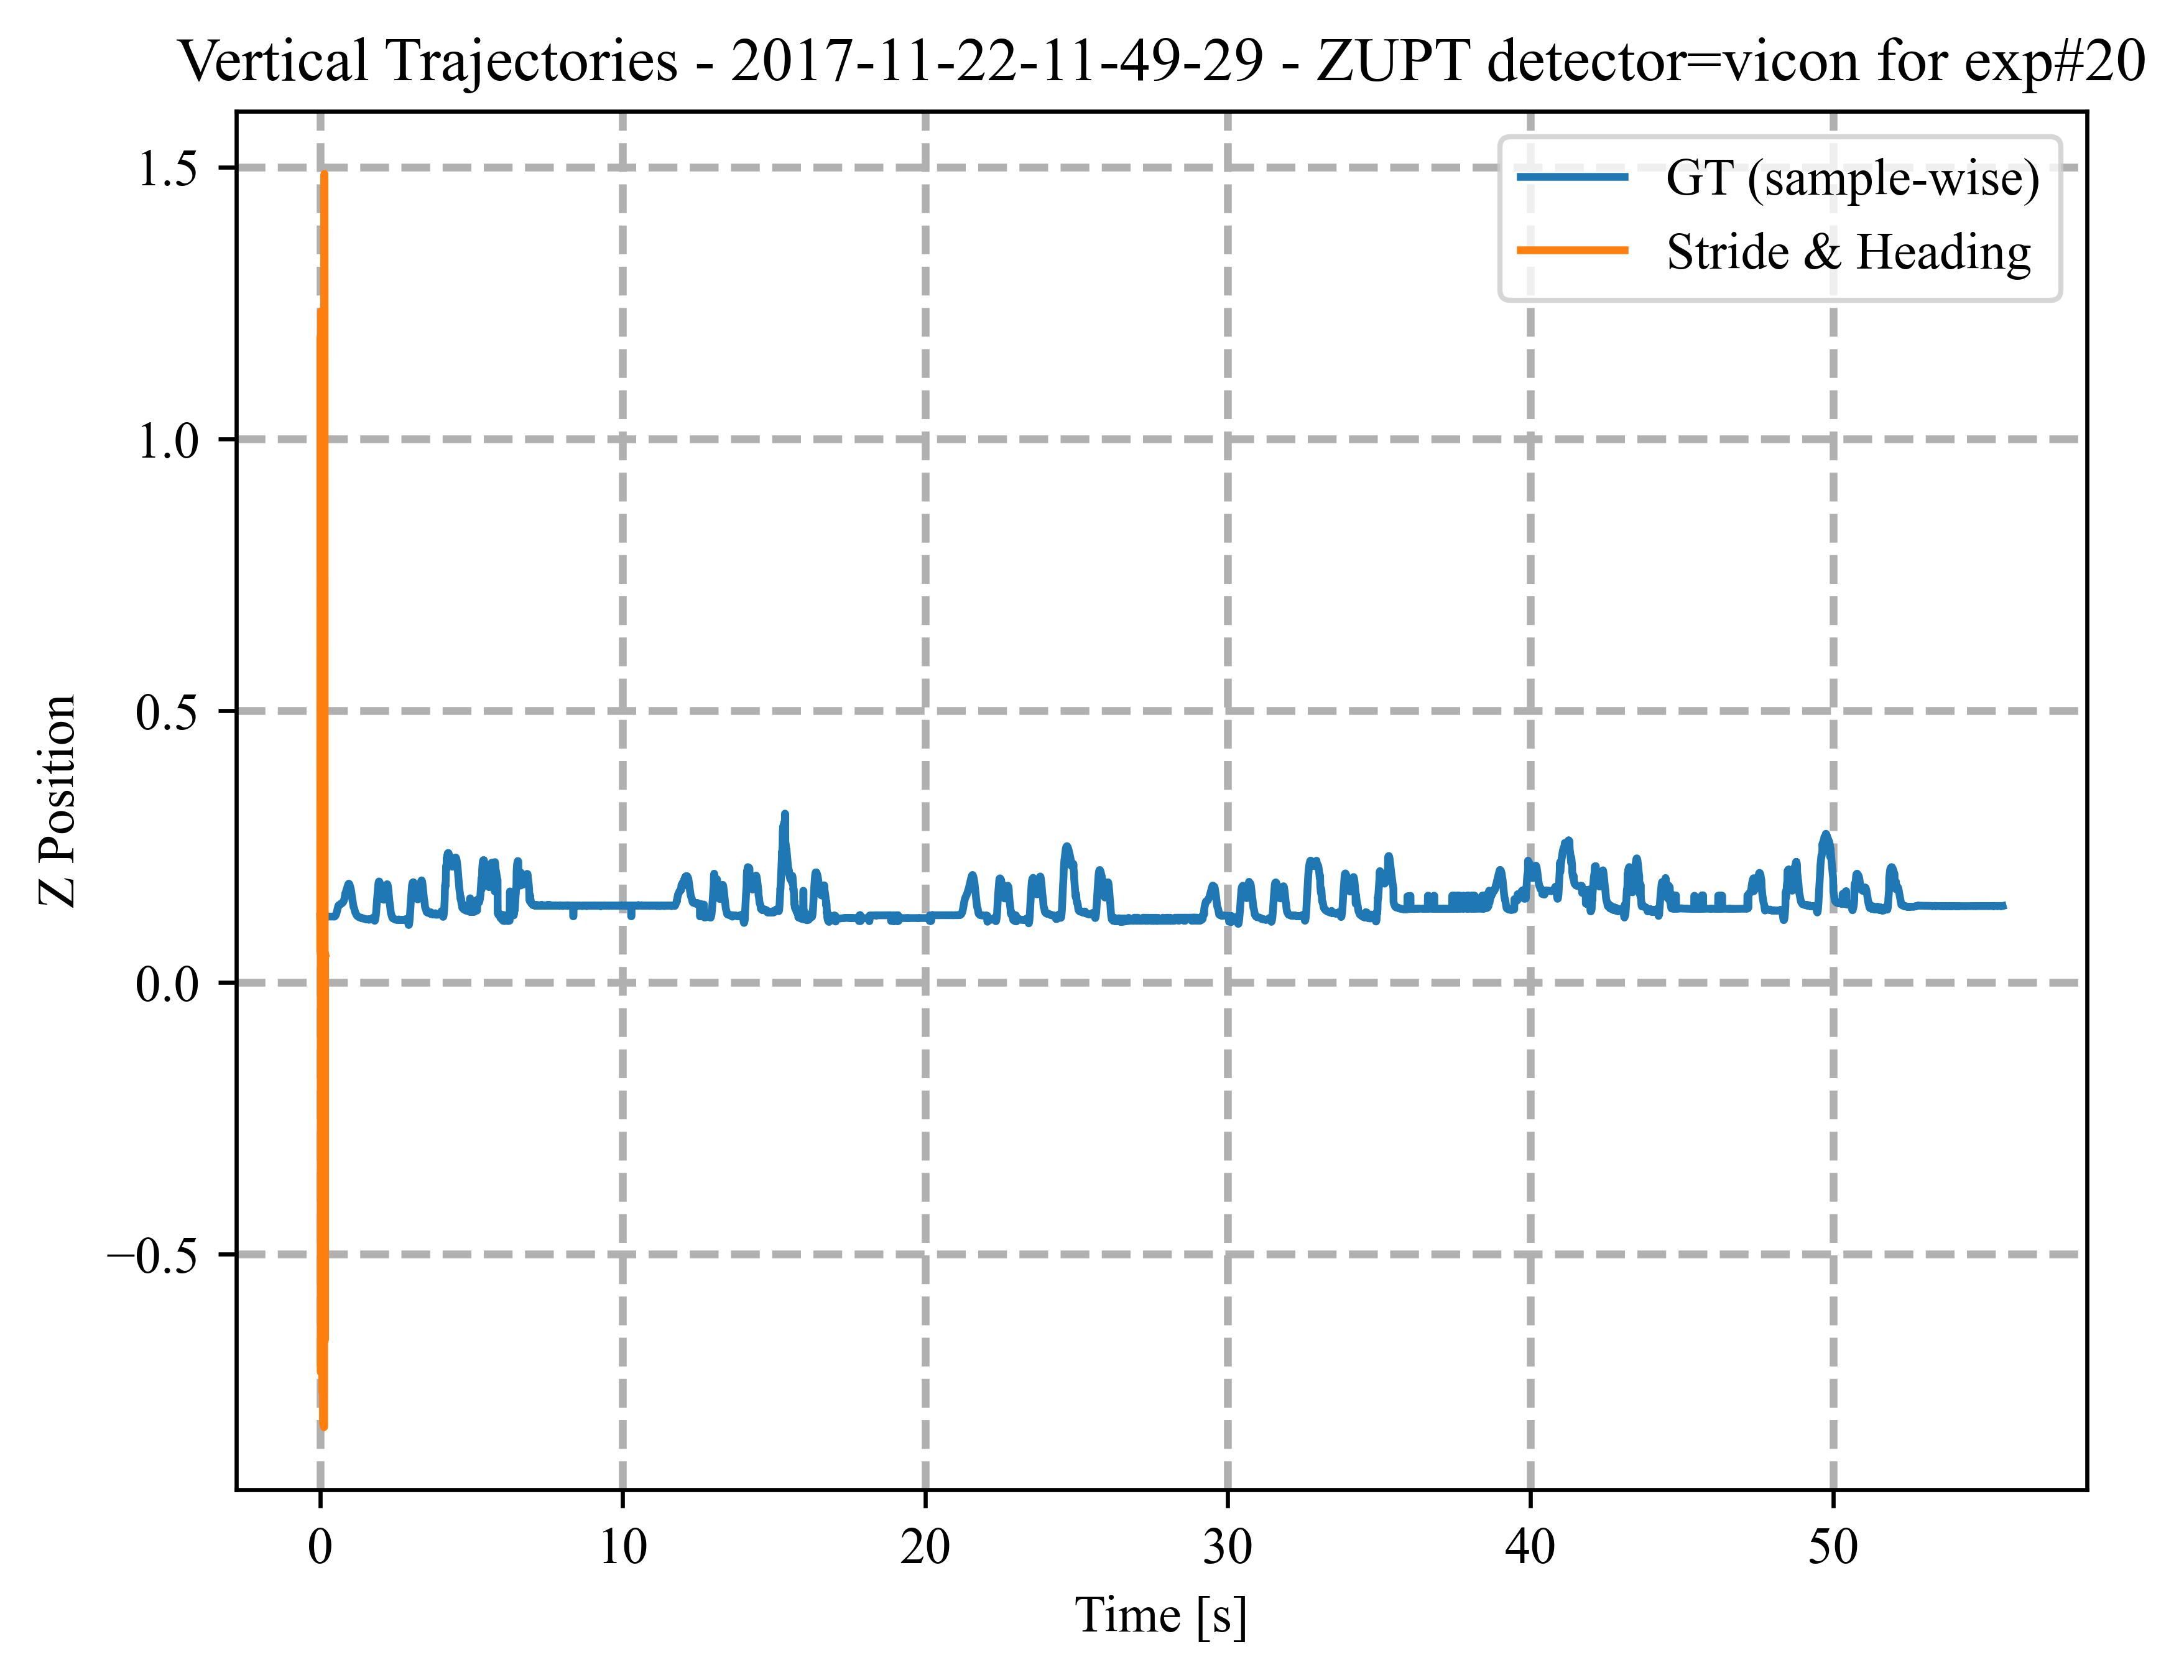 Vertical Trajectories - 2017-11-22-11-49-29 - ZUPT detector=vicon for exp#20
GT (sample-wise)
Stride & Heading
1.5
1.0
0.5
0.0
−0.5
Z Position
0 10 20 30 40 50
Time [s]